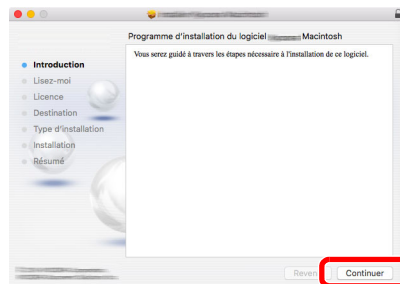 Programme d'installation du logiciel Macintosh
Introduction
Lisez-moi
Licence
Destination
Type d'installation
Installation
Résumé
Vous serez guidé à travers les étapes nécessaire à l'installation de ce logiciel.
Continuer